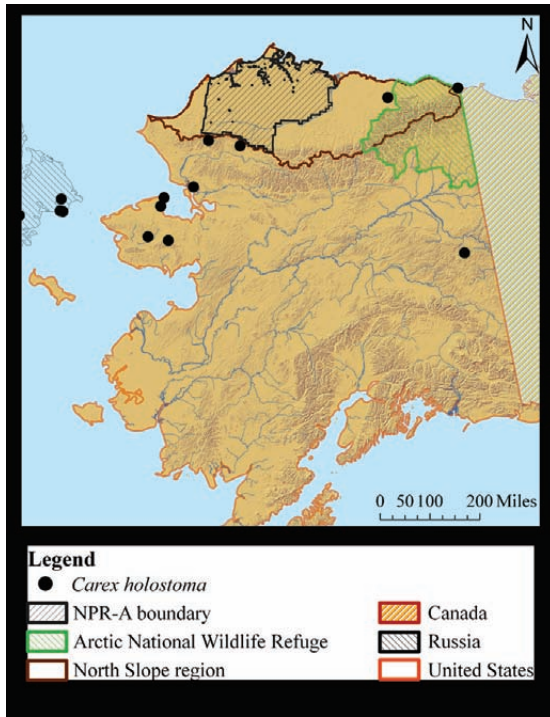 N
0 50 100 200 Miles
Legend
Carex holostoma
NPR-A boundary
Canada
Arctic National Wildlife Refuge
Russia
North Slope region
United States